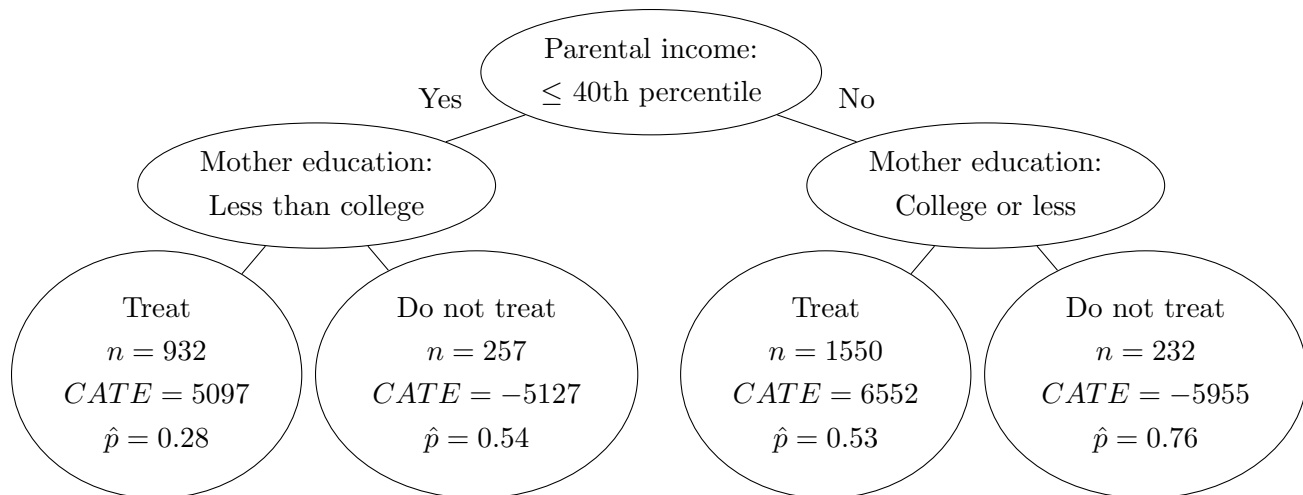 Parental income:
≤ 40th percentile
Yes
No
Mother education:
Less than college
Mother education:
College or less
Treat
n = 932
CATE = 5097
p̂ = 0.28
Do not treat
n = 257
CATE = −5127
p̂ = 0.54
Treat
n = 1550
CATE = 6552
p̂ = 0.53
Do not treat
n = 232
CATE = −5955
p̂ = 0.76